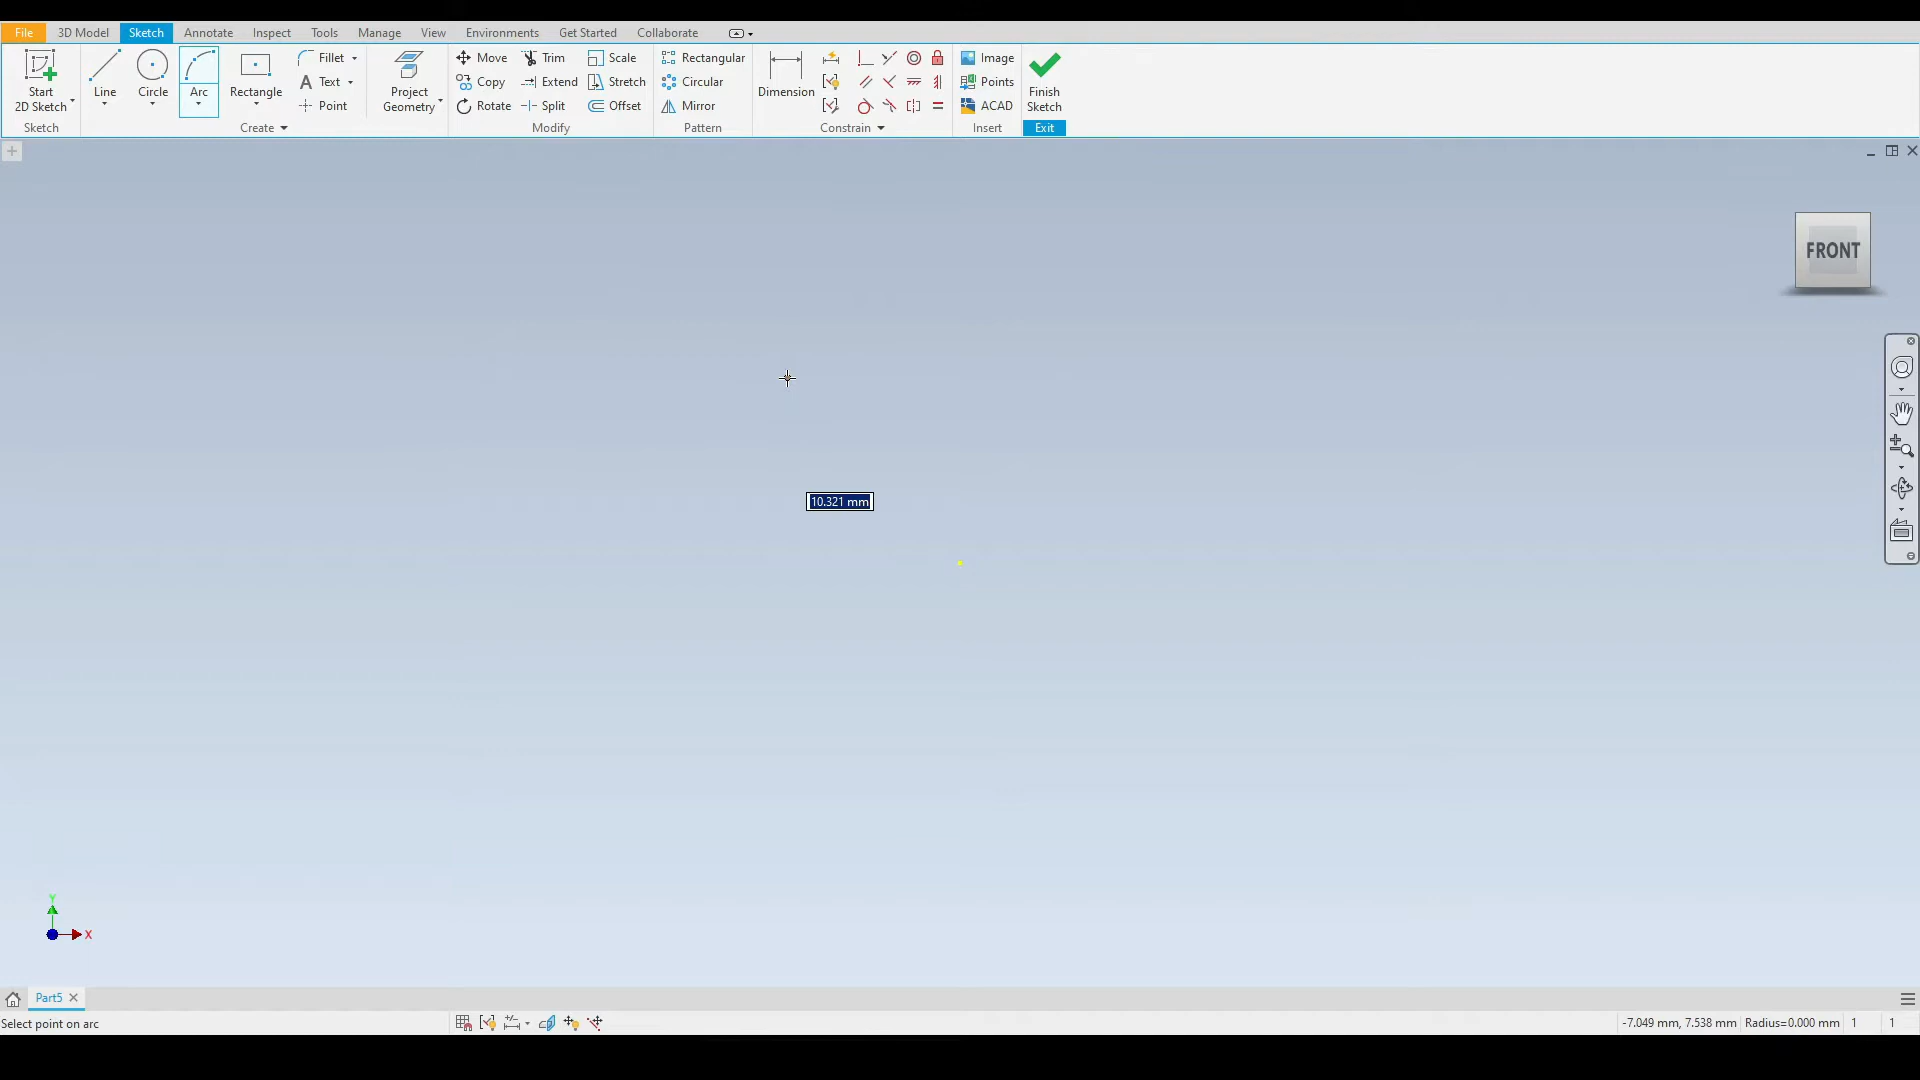 File 3D Model Sketch Annotate Inspect Tools Manage View Environments Get Started Collaborate
Start
2D Sketch
Line
Circle
Arc
Rectangle
Fillet
Text
Point
Project
Geometry
Move
Copy
Rotate
Trim
Extend
Split
Scale
Stretch
Offset
Rectangular
Circular
Mirror
Dimension
Image
Points
ACAD
Finish
Sketch
Sketch Create Modify Pattern Constrain Insert Exit
FRONT
10.321 mm
Y
X
Part5
Select point on arc
-7.049 mm, 7.538 mm Radius=0.000 mm 1 1